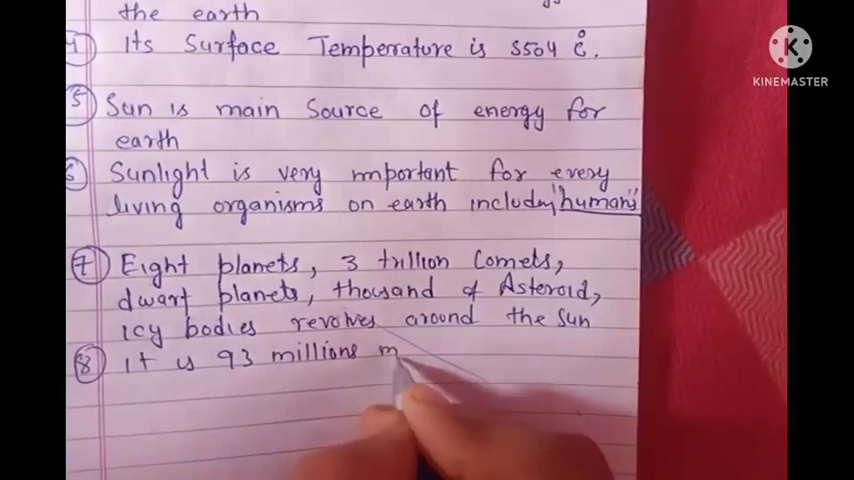 the earth
4 Its Surface Temperature is 5504 °C.
5 Sun is main Source of energy for
earth
6 Sunlight is very mportant for every
living organisms on earth includin "humans"
7 Eight planets, 3 trillion Comets,
dwarf planets, thousand of Asteroid,
icy bodies revolves around the sun
8 It is 93 millions m
K
KINEMASTER